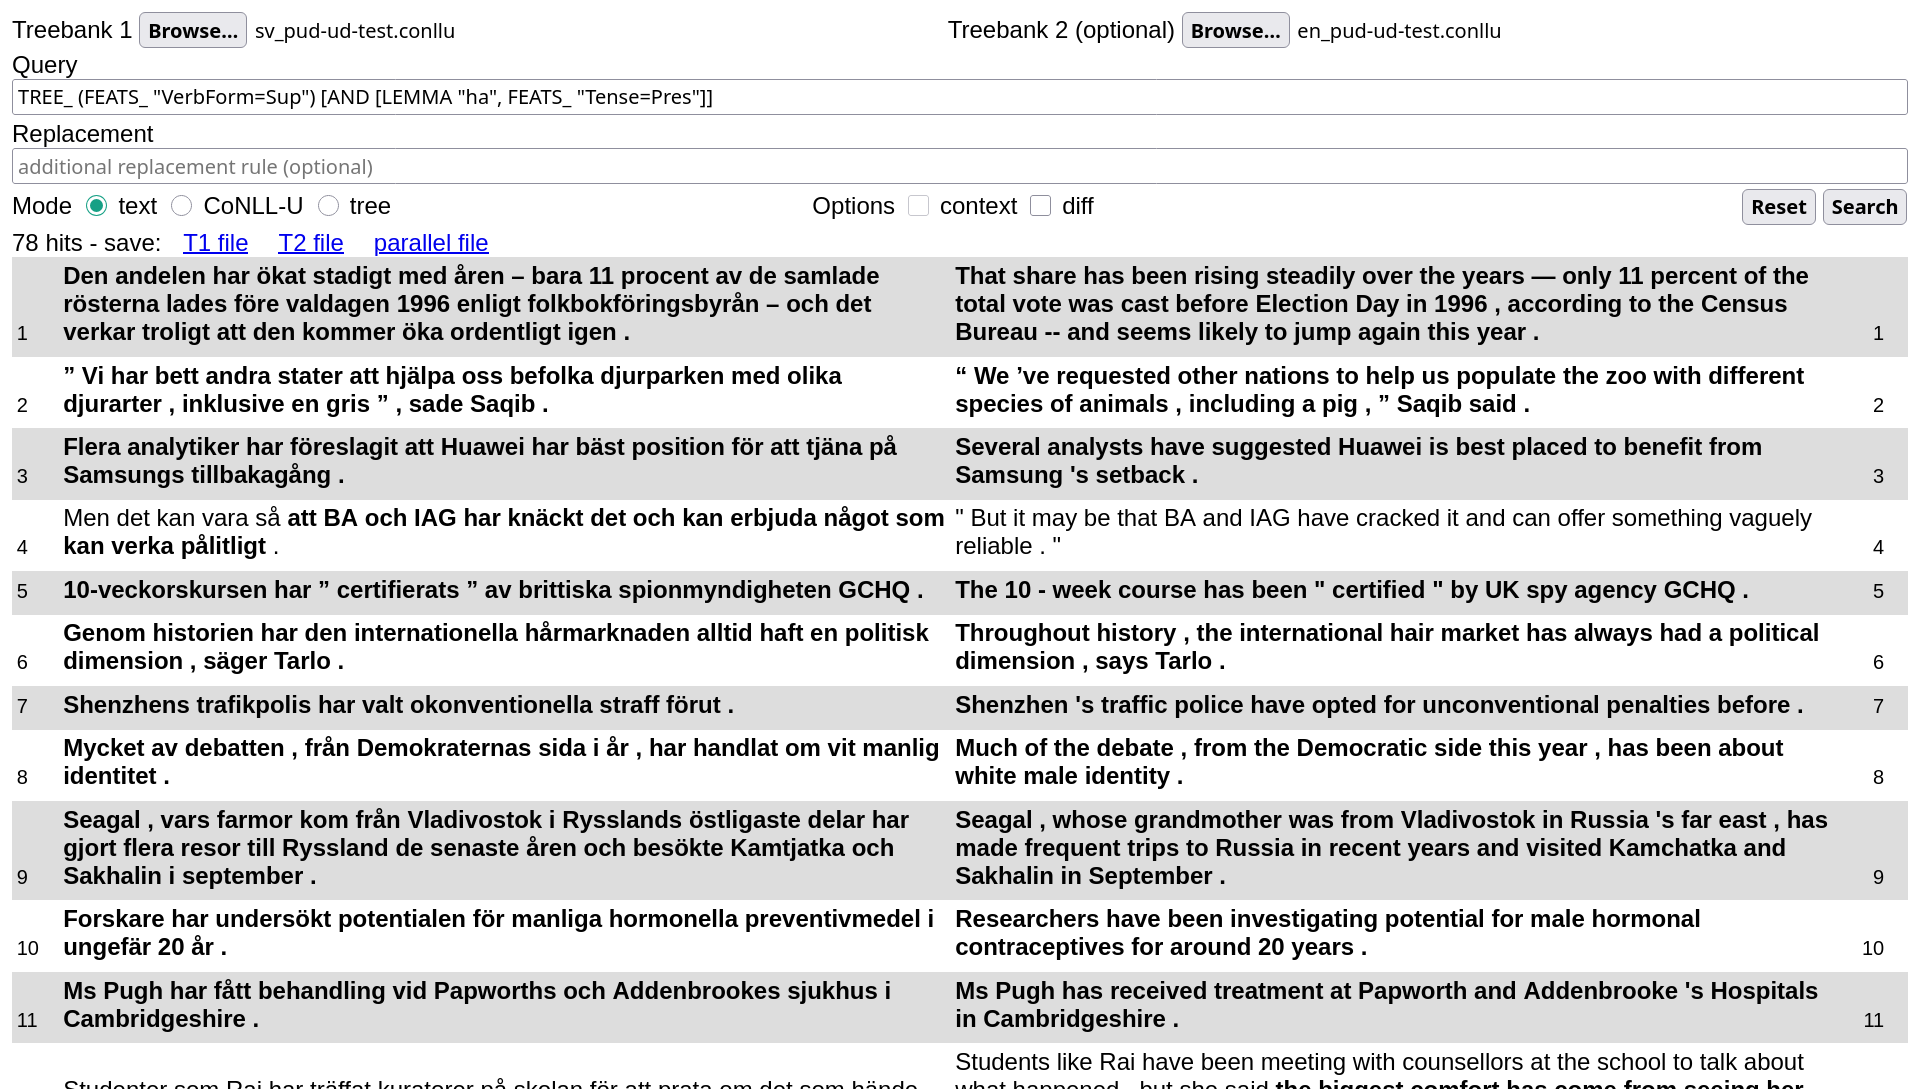 Treebank 1 Browse... sv_pud-ud-test.conllu Treebank 2 (optional) Browse... en_pud-ud-test.conllu
Query
TREE_ (FEATS_ "VerbForm=Sup") [AND [LEMMA "ha", FEATS_ "Tense=Pres"]]
Replacement
additional replacement rule (optional)
Mode text CoNLL-U tree Options context diff Reset Search
78 hits - save: T1 file T2 file parallel file
Den andelen har ökat stadigt med åren – bara 11 procent av de samlade
rösterna lades före valdagen 1996 enligt folkbokföringsbyrån – och det
1 verkar troligt att den kommer öka ordentligt igen .
That share has been rising steadily over the years — only 11 percent of the
total vote was cast before Election Day in 1996 , according to the Census
Bureau -- and seems likely to jump again this year . 1
” Vi har bett andra stater att hjälpa oss befolka djurparken med olika
2 djurarter , inklusive en gris ” , sade Saqib .
“ We ’ve requested other nations to help us populate the zoo with different
species of animals , including a pig , ” Saqib said . 2
Flera analytiker har föreslagit att Huawei har bäst position för att tjäna på
3 Samsungs tillbakagång .
Several analysts have suggested Huawei is best placed to benefit from
Samsung 's setback . 3
Men det kan vara så att BA och IAG har knäckt det och kan erbjuda något som
4 kan verka pålitligt .
" But it may be that BA and IAG have cracked it and can offer something vaguely
reliable . " 4
5 10-veckorskursen har ” certifierats ” av brittiska spionmyndigheten GCHQ .
The 10 - week course has been " certified " by UK spy agency GCHQ . 5
Genom historien har den internationella hårmarknaden alltid haft en politisk
6 dimension , säger Tarlo .
Throughout history , the international hair market has always had a political
dimension , says Tarlo . 6
7 Shenzhens trafikpolis har valt okonventionella straff förut .
Shenzhen 's traffic police have opted for unconventional penalties before . 7
Mycket av debatten , från Demokraternas sida i år , har handlat om vit manlig
8 identitet .
Much of the debate , from the Democratic side this year , has been about
white male identity . 8
Seagal , vars farmor kom från Vladivostok i Rysslands östligaste delar har
gjort flera resor till Ryssland de senaste åren och besökte Kamtjatka och
9 Sakhalin i september .
Seagal , whose grandmother was from Vladivostok in Russia 's far east , has
made frequent trips to Russia in recent years and visited Kamchatka and
Sakhalin in September . 9
Forskare har undersökt potentialen för manliga hormonella preventivmedel i
10 ungefär 20 år .
Researchers have been investigating potential for male hormonal
contraceptives for around 20 years . 10
Ms Pugh har fått behandling vid Papworths och Addenbrookes sjukhus i
11 Cambridgeshire .
Ms Pugh has received treatment at Papworth and Addenbrooke 's Hospitals
in Cambridgeshire . 11
Studenter som Rai har träffat kuratorer på skolan för att prata om det som hände
Students like Rai have been meeting with counsellors at the school to talk about
what happened , but she said the biggest comfort has come from seeing her